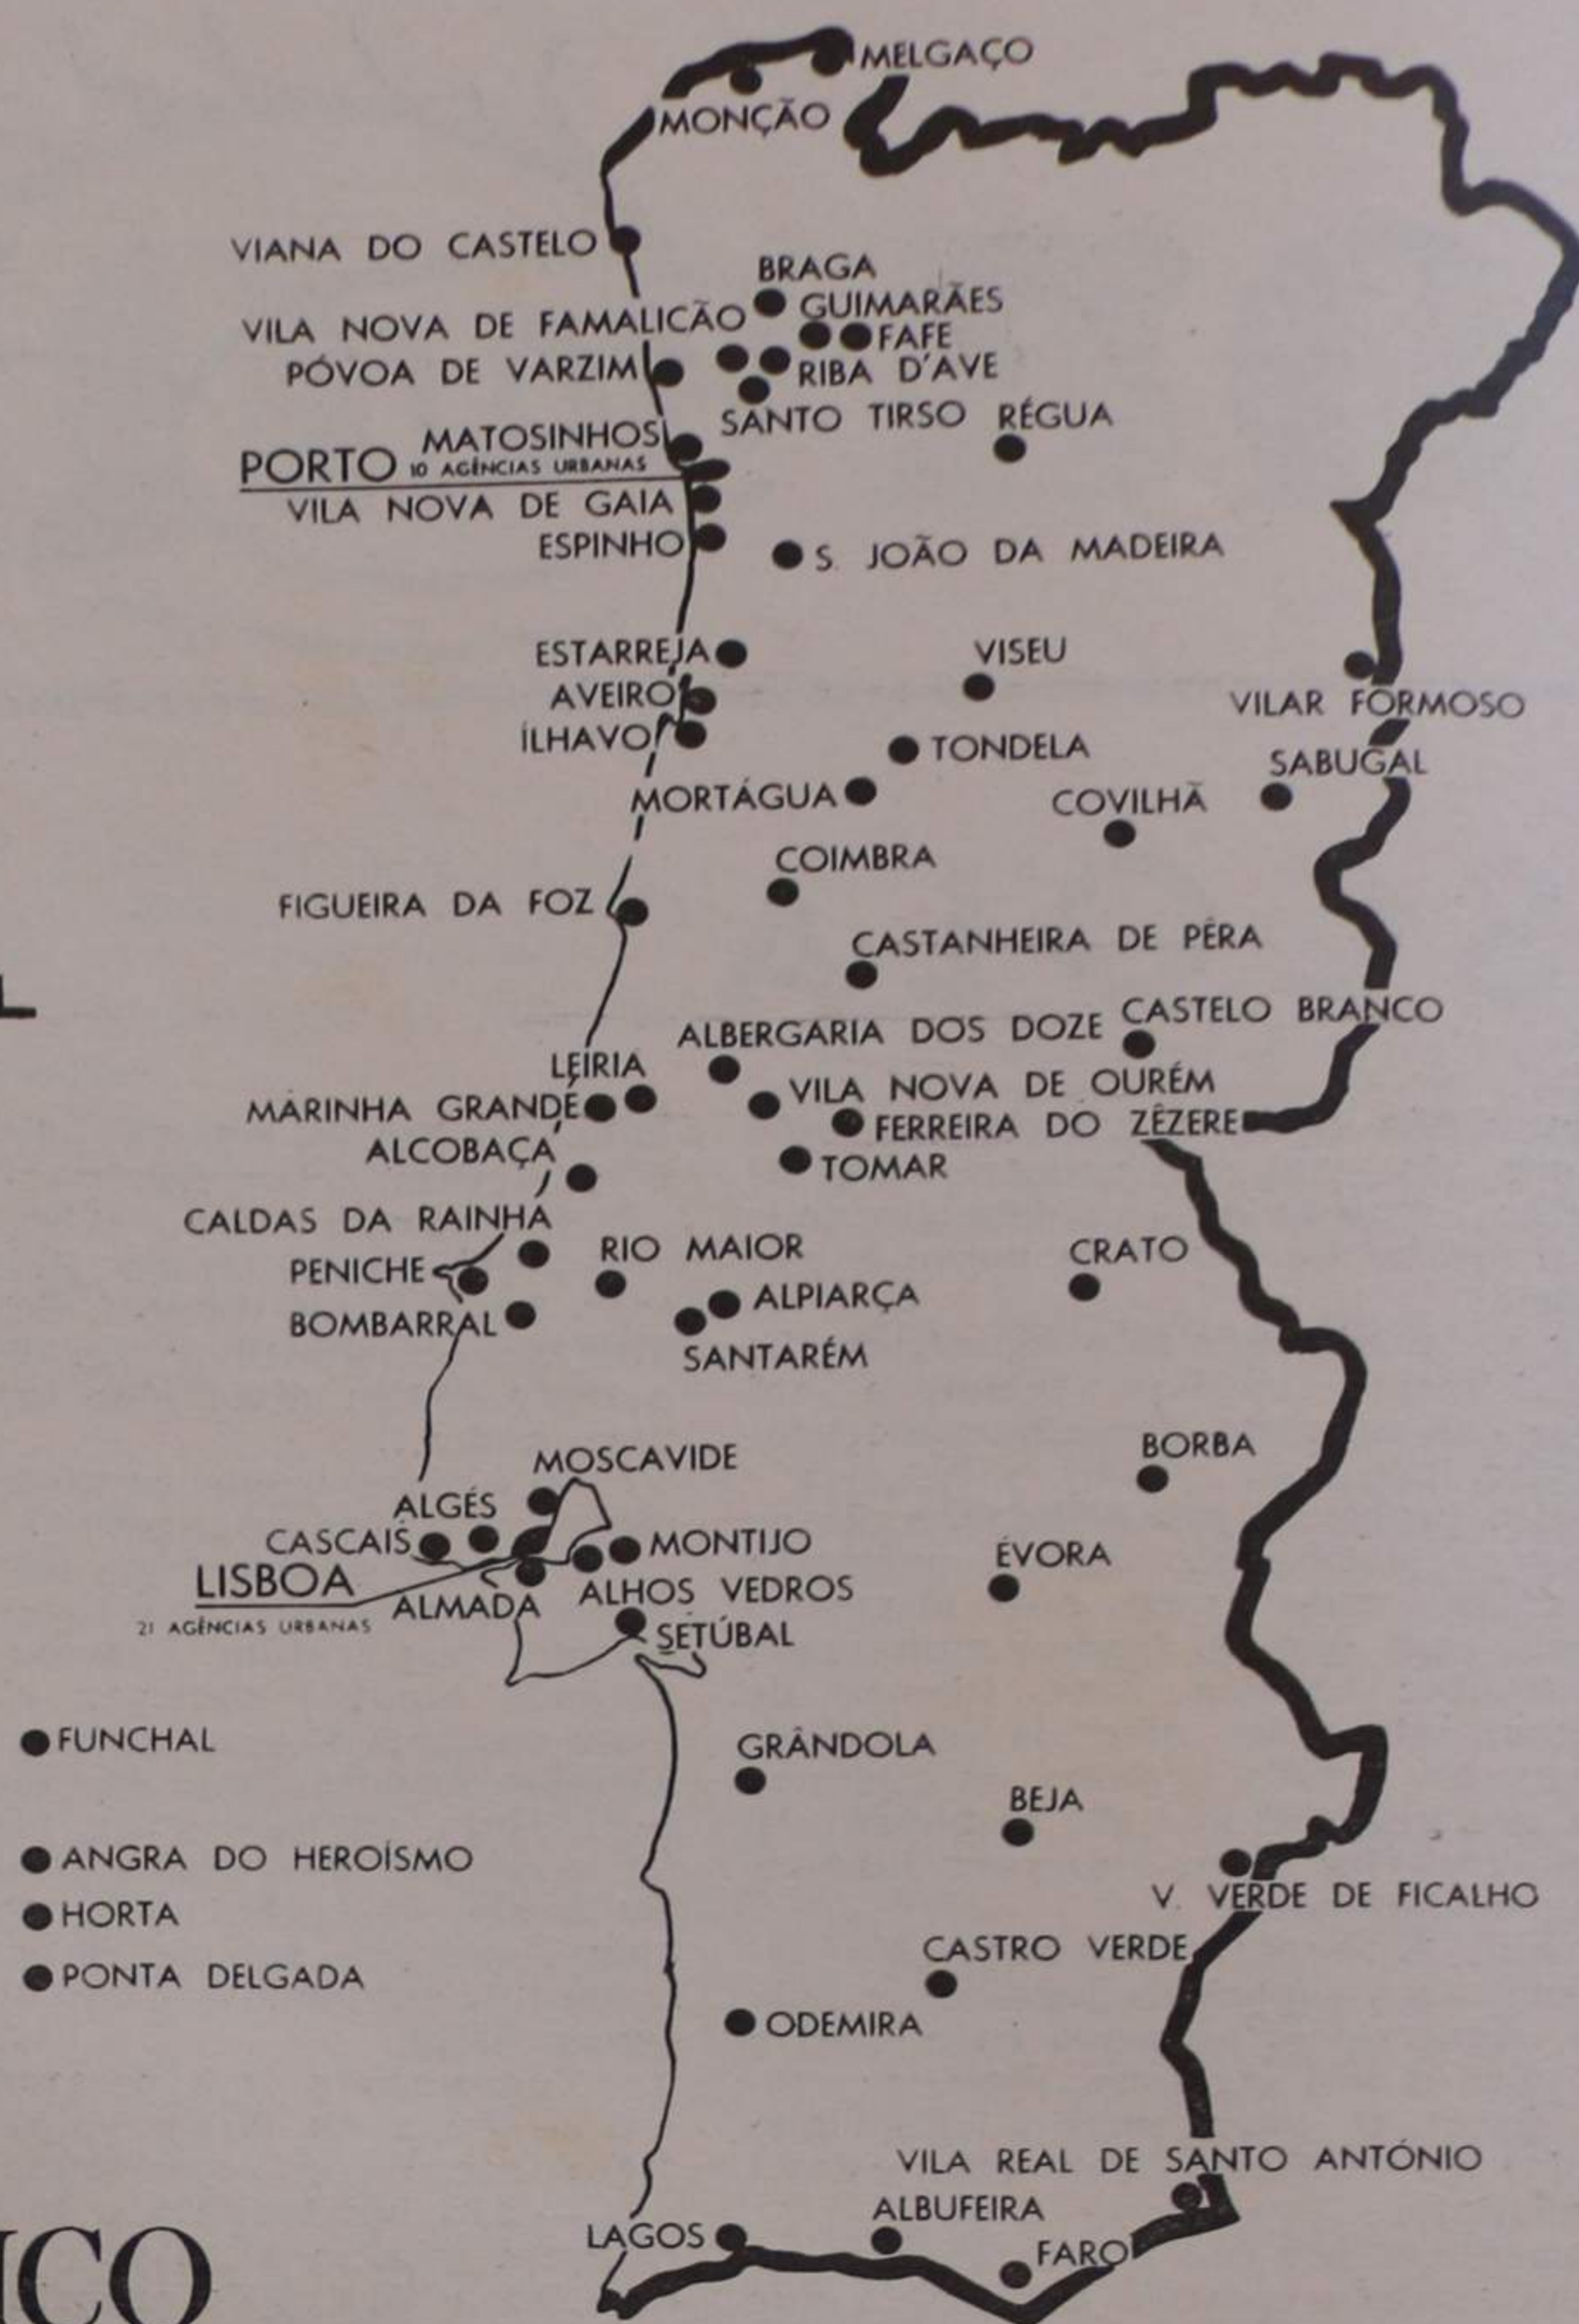 MELGAÇO
MONÇÃO
VIANA DO CASTELO
BRAGA
GUIMARÃES
VILA NOVA DE FAMALICÃO
FAFE
PÓVOA DE VARZIM
RIBA D'AVE
SANTO TIRSO
RÉGUA
MATOSINHOS
PORTO 10 AGÊNCIAS URBANAS
VILA NOVA DE GAIA
ESPINHO
S. JOÃO DA MADEIRA
ESTARREJA
VISEU
AVEIRO
VILAR FORMOSO
ÍLHAVO
TONDELA
SABUGAL
MORTÁGUA
COVILHÃ
COIMBRA
FIGUEIRA DA FOZ
CASTANHEIRA DE PÊRA
CASTELO BRANCO
ALBERGARIA DOS DOZE
LEIRIA
VILA NOVA DE OURÉM
MARINHA GRANDE
FERREIRA DO ZÊZERE
ALCOBAÇA
TOMAR
CALDAS DA RAINHA
RIO MAIOR
CRATO
PENICHE
ALPIARÇA
BOMBARRAL
SANTARÉM
BORBA
MOSCAVIDE
ALGÉS
CASCAIS
MONTIJO
ÉVORA
LISBOA
21 AGÊNCIAS URBANAS
ALMADA
ALHOS VEDROS
SETÚBAL
FUNCHAL
GRÂNDOLA
BEJA
ANGRA DO HEROÍSMO
V. VERDE DE FICALHO
HORTA
CASTRO VERDE
PONTA DELGADA
ODEMIRA
VILA REAL DE SANTO ANTÓNIO
ALBUFEIRA
LAGOS
FARO
ICO